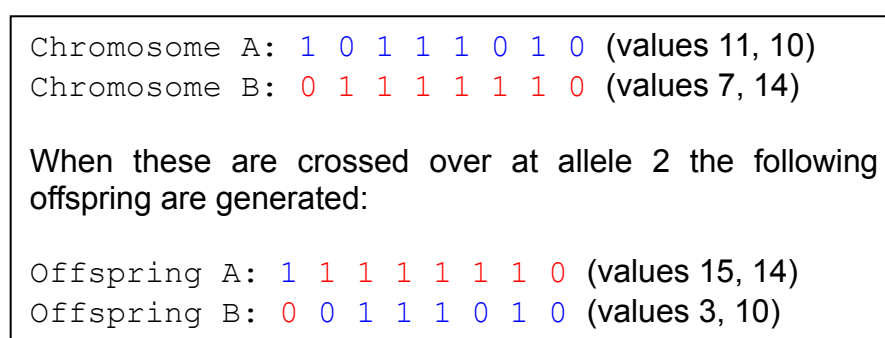 Chromosome A: 1 0 1 1 1 0 1 0 (values 11, 10)
Chromosome B: 0 1 1 1 1 1 1 0 (values 7, 14)
When these are crossed over at allele 2 the following
offspring are generated:
Offspring A: 1 1 1 1 1 1 1 0 (values 15, 14)
Offspring B: 0 0 1 1 1 0 1 0 (values 3, 10)